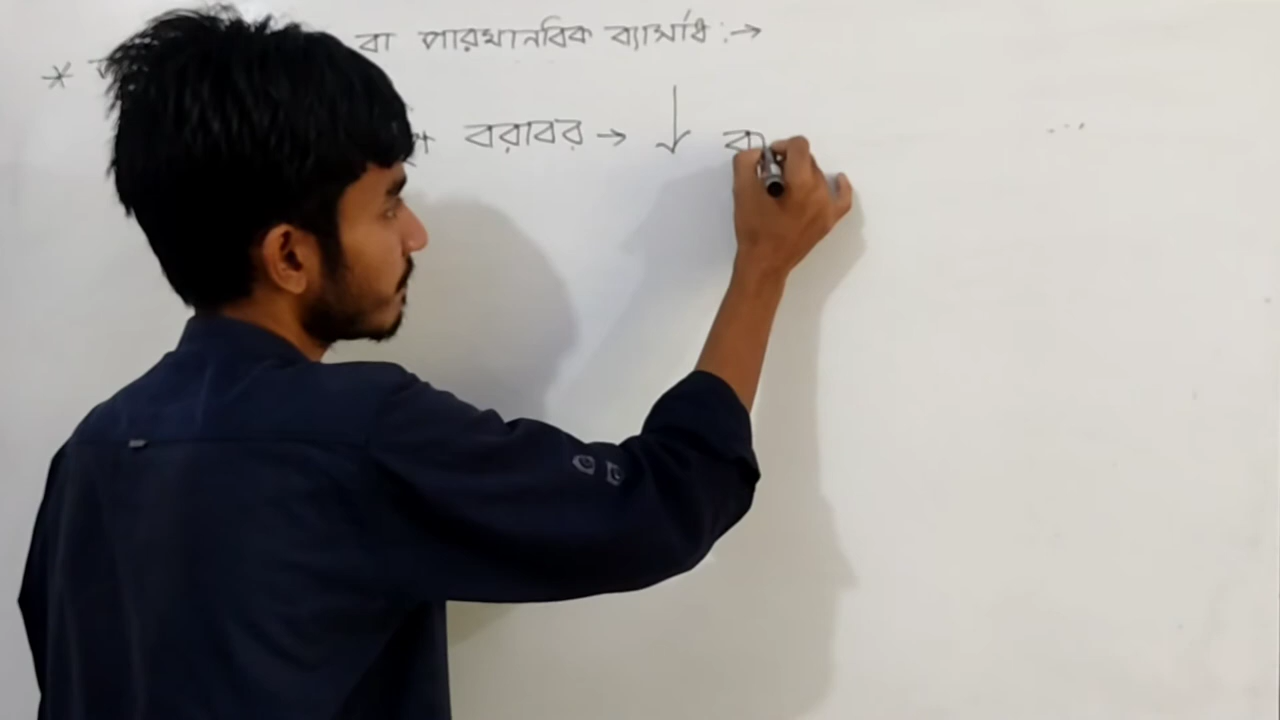 * বা পারমানবিক ব্যাসার্ধ :→
বরাবর → ↓